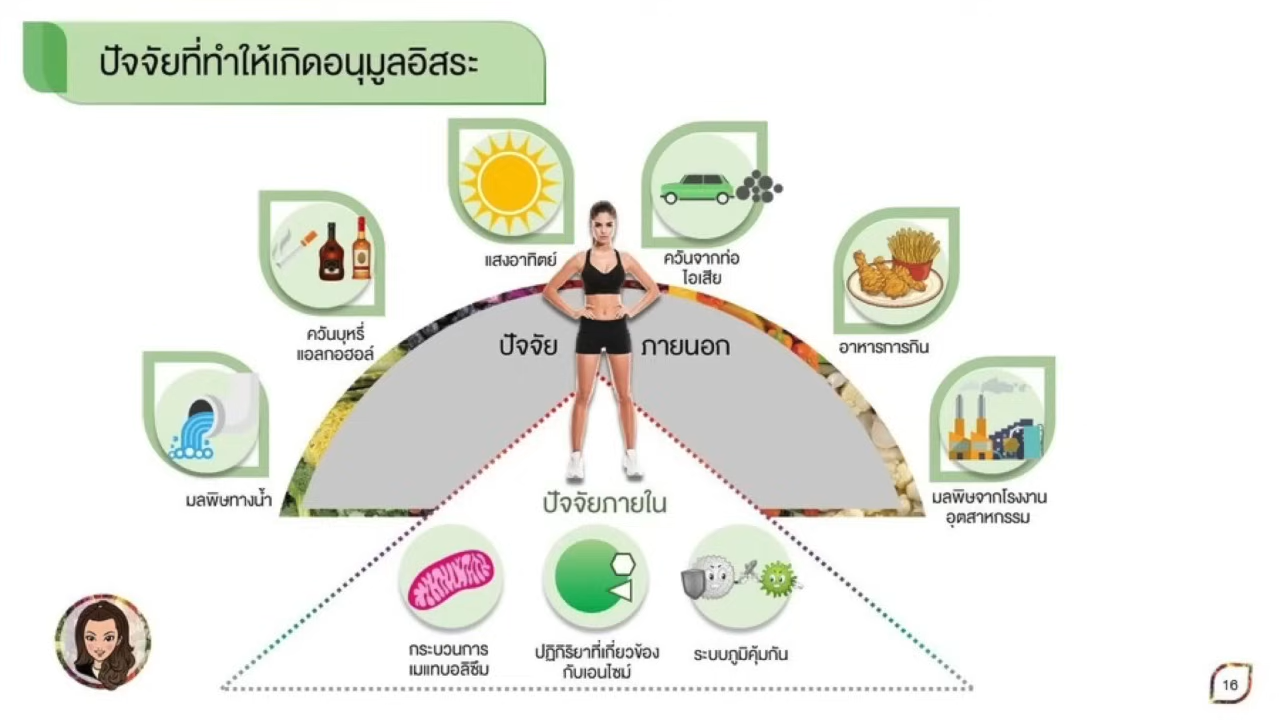 ปัจจัยที่ทำให้เกิดอนุมูลอิสระ
แสงอาทิตย์
ควันจากท่อ
ไอเสีย
ควันบุหรี่
แอลกอฮอล์
อาหารการกิน
ปัจจัย ภายนอก
มลพิษทางน้ำ
มลพิษจากโรงงาน
อุตสาหกรรม
ปัจจัยภายใน
กระบวนการ
เมแทบอลิซึม
ปฏิกิริยาที่เกี่ยวข้อง
กับเอนไซม์
ระบบภูมิคุ้มกัน
16